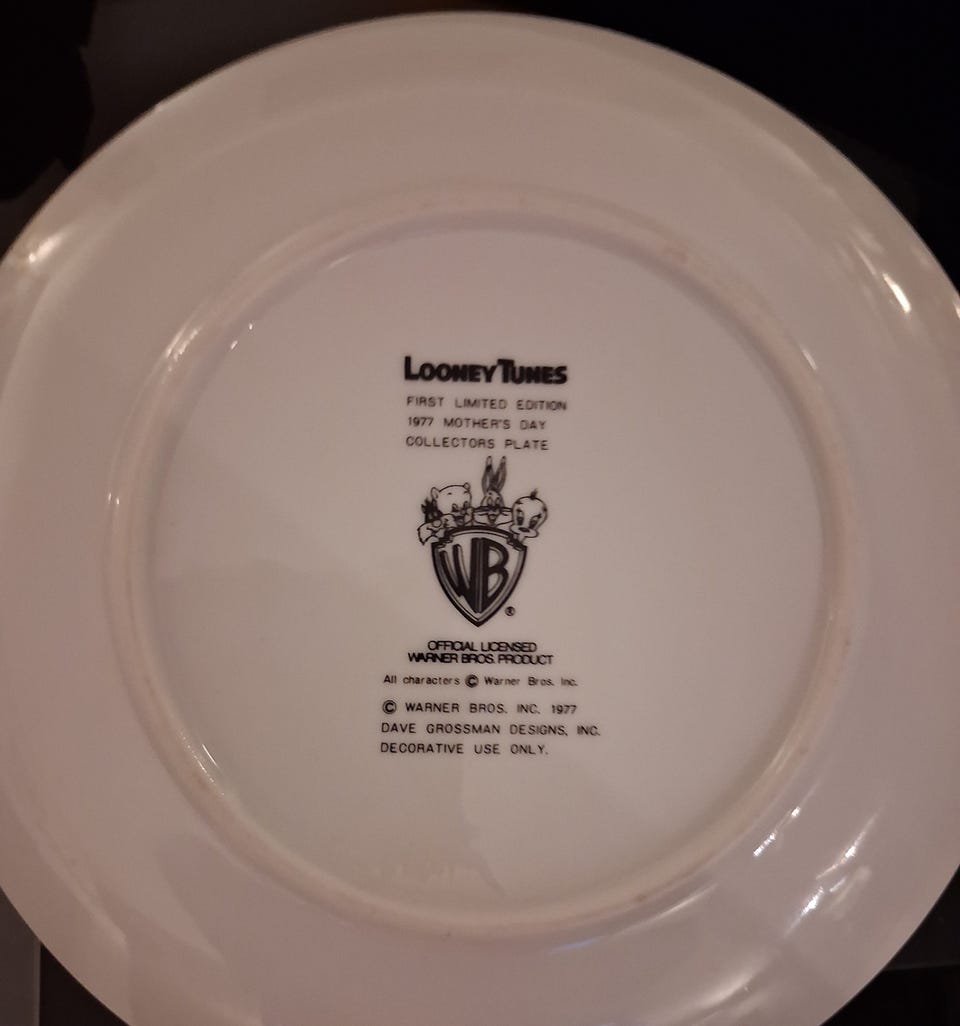 LOONEY TUNES
FIRST LIMITED EDITION
1977 MOTHER'S DAY
COLLECTORS PLATE
WB
®
OFFICIAL LICENSED
WARNER BROS. PRODUCT
All characters © Warner Bros. Inc.
© WARNER BROS. INC. 1977
DAVE GROSSMAN DESIGNS, INC.
DECORATIVE USE ONLY.